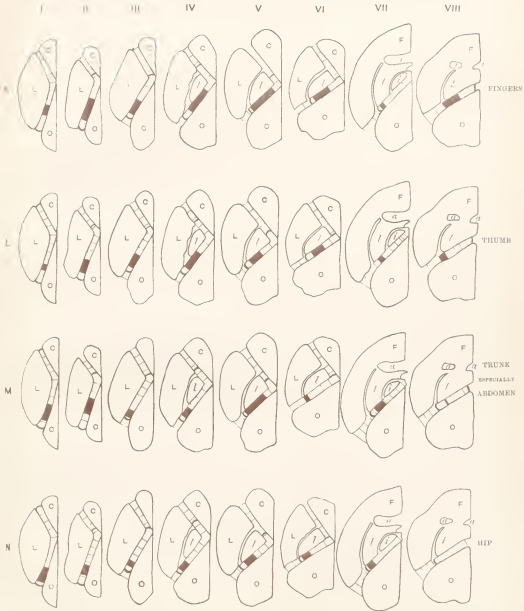 I II III IV V VI VII VIII
C C C C C C F F
L L L L L L
O O O O O O O O
FINGERS
L
C C C C C C F F
a a a
L L L L L L
O O O O O O O O
THUMB
M
C C C C C C F F
a a a
L L L L L L
O O O O O O O O
TRUNK
ESPECIALLY
ABDOMEN
N
C C C C C C F F
a a a
L L L L L L
O O O O O O O O
HIP